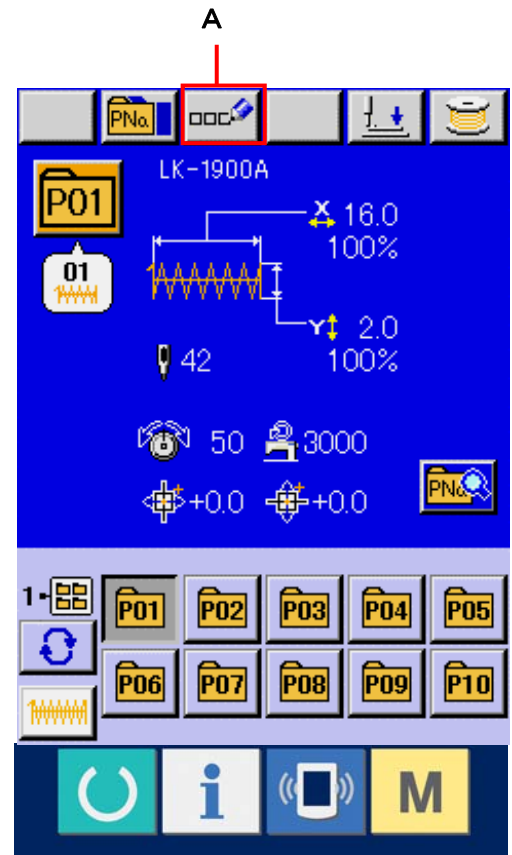 A
PNo.
LK-1900A
P01
X 16.0
100%
01
Y 2.0
100%
42
50 3000
+0.0 +0.0
PNo.
1
P01 P02 P03 P04 P05
P06 P07 P08 P09 P10
i M